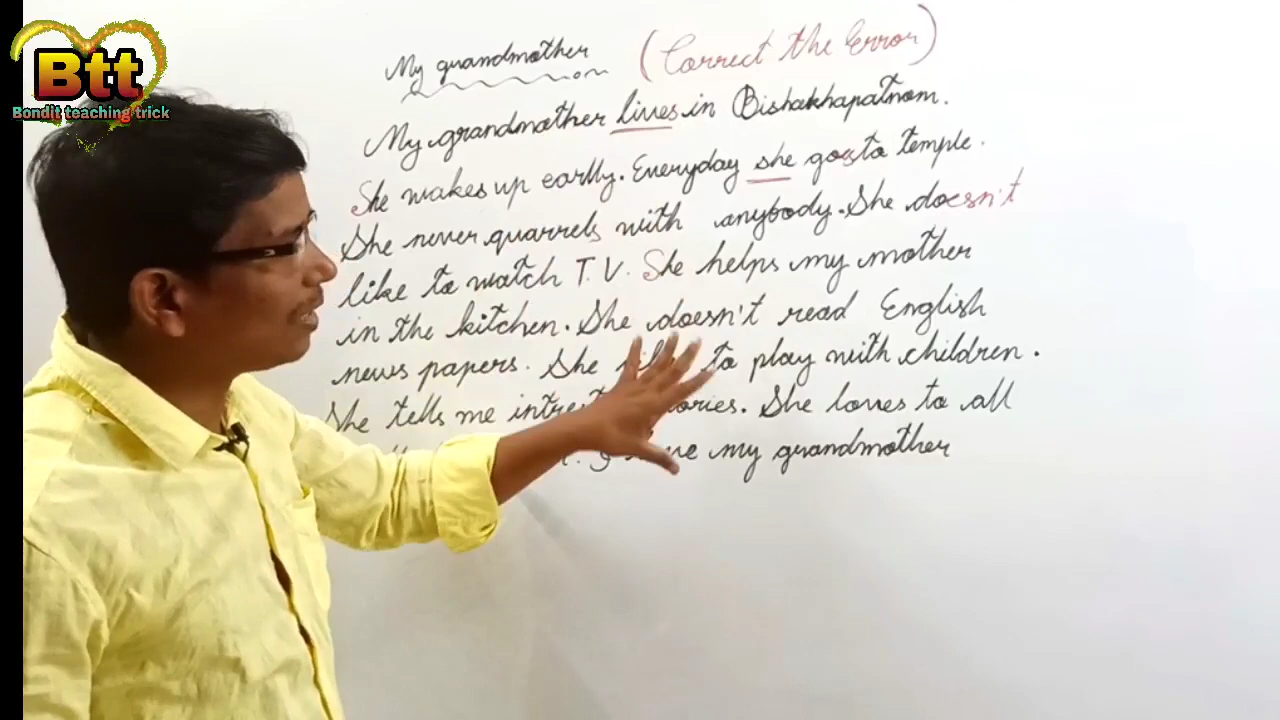 Btt
Bondit teaching trick
My grandmother (Correct the Error)
My grandmother lives in Bishakhapatnam.
She wakes up earlly. Everyday she goes to temple.
She never quarrels with anybody. She doesn't
like to watch T.V. She helps my mother
in the kitchen. She doesn't read English
news papers. She to play with children.
She tells me stories. She loves to all
my grandmother